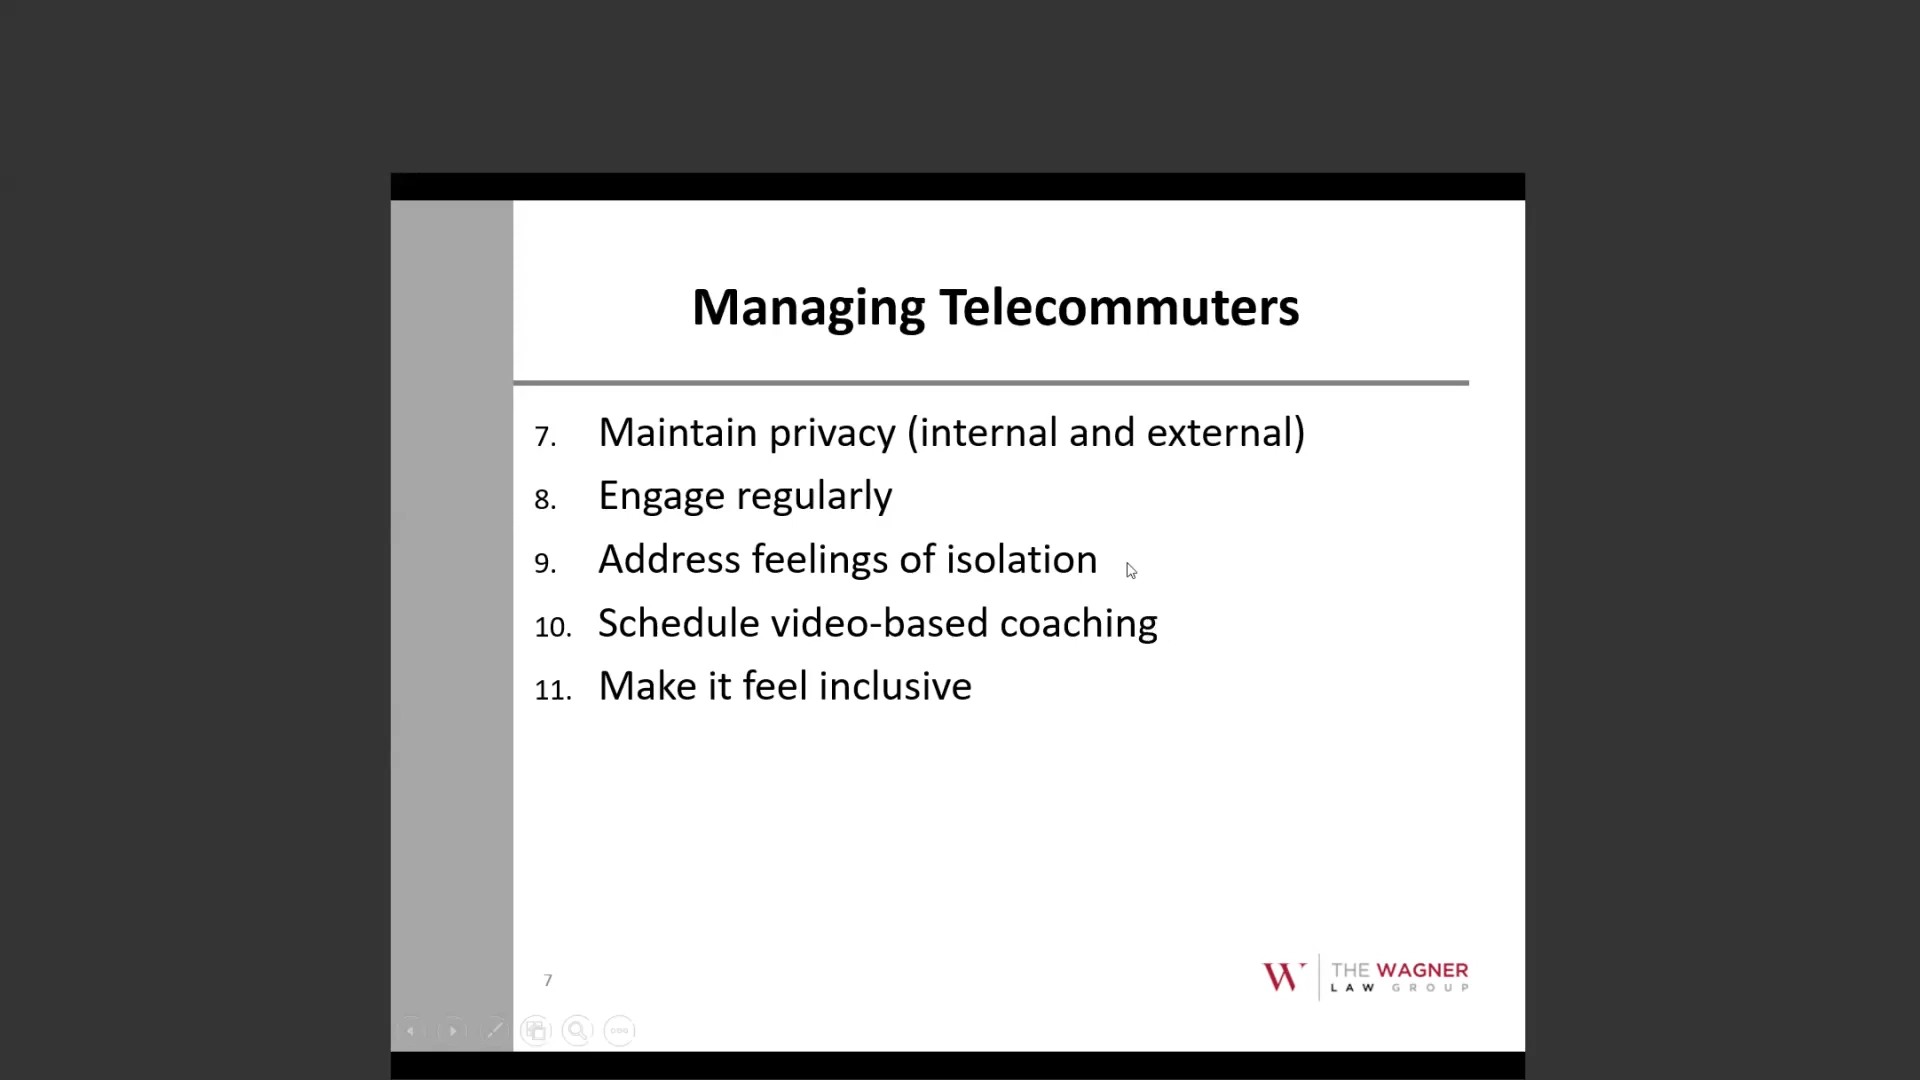 Managing Telecommuters
7. Maintain privacy (internal and external)
8. Engage regularly
9. Address feelings of isolation
10. Schedule video-based coaching
11. Make it feel inclusive
7
W THE WAGNER
LAW GROUP